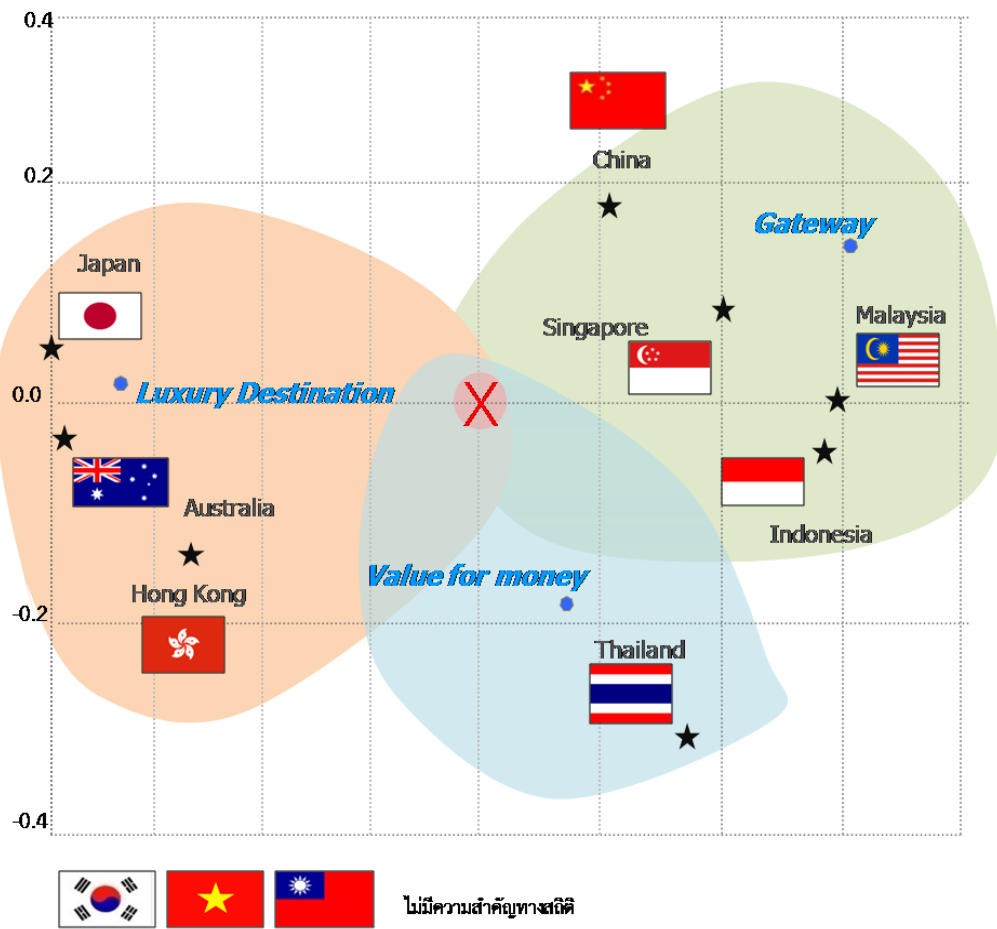 0.4
China
0.2
Gateway
Japan
Singapore
Malaysia
0.0
Luxury Destination
X
Australia
Indonesia
Value for money
Hong Kong
-0.2
Thailand
-0.4
ไม่มีความสำคัญทางสถิติ